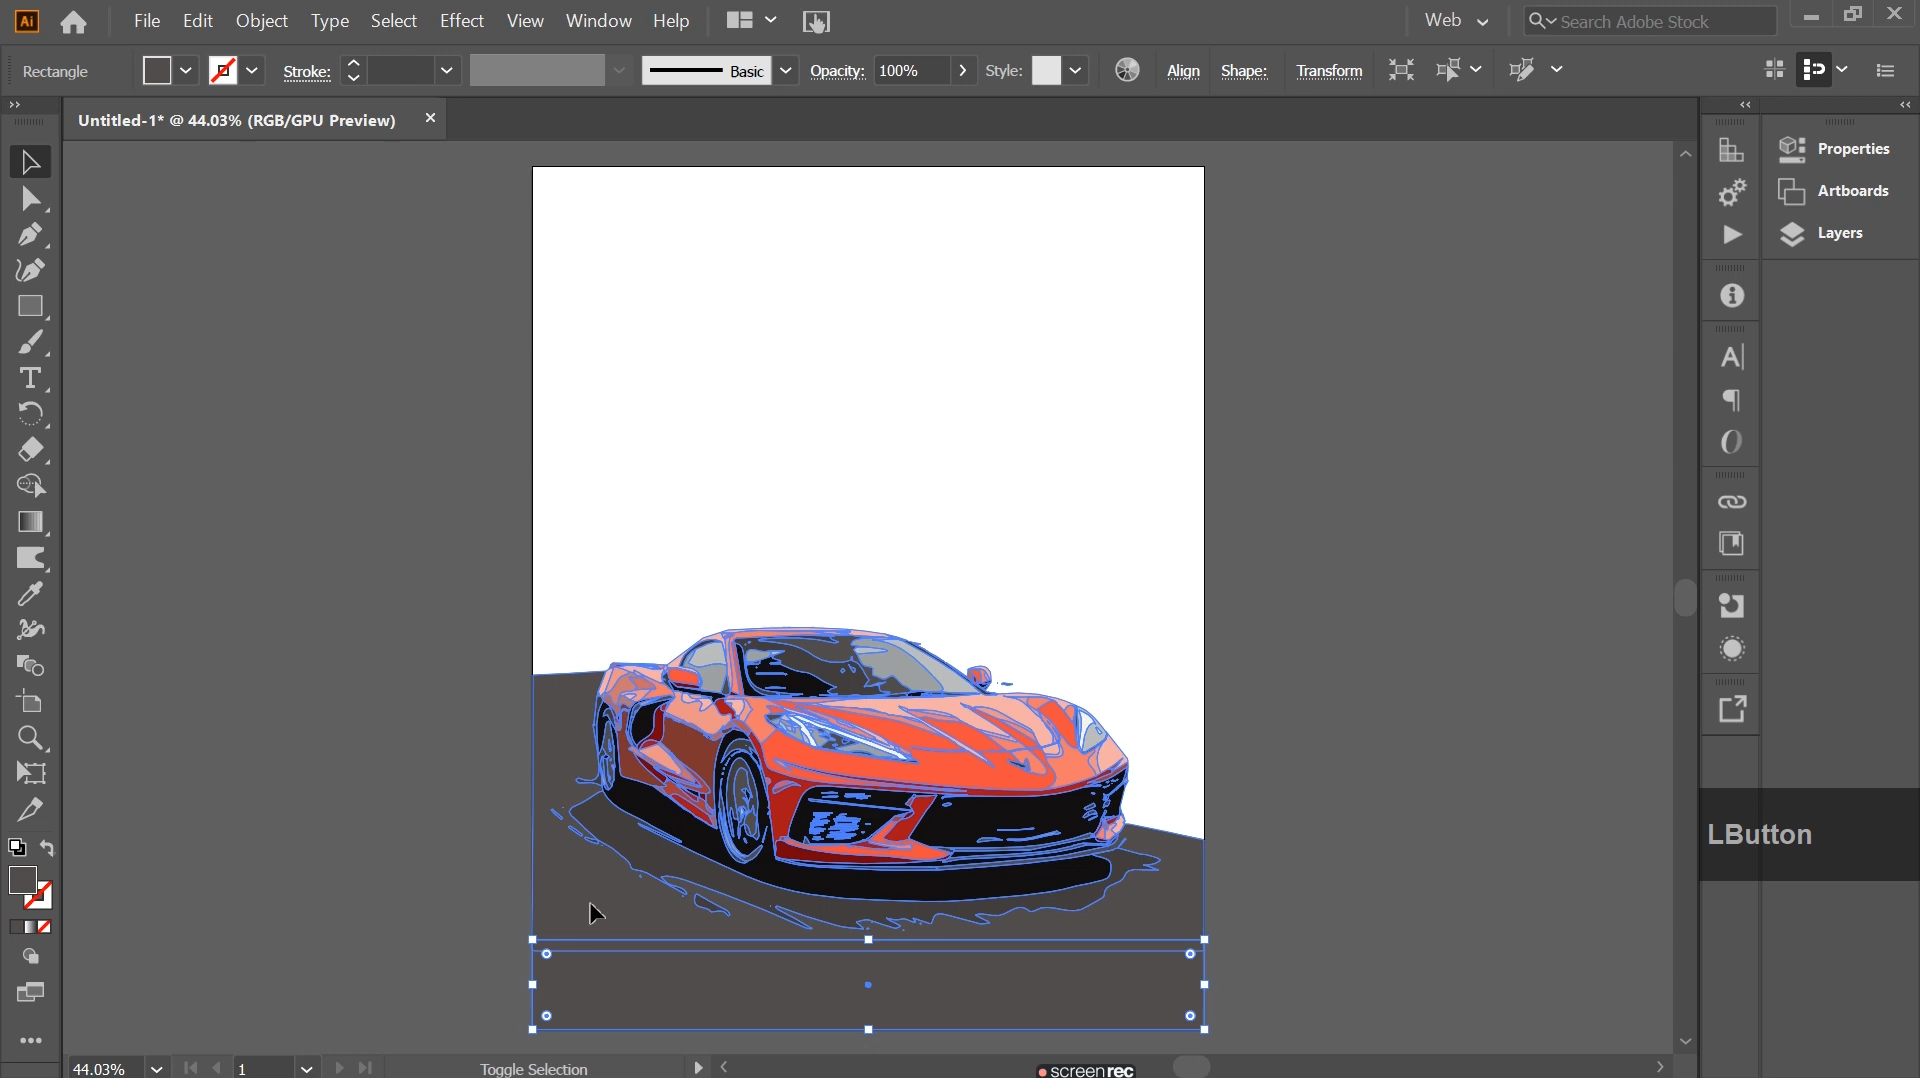 Ai File Edit Object Type Select Effect View Window Help Web Search Adobe Stock
Rectangle Stroke: Basic Opacity: 100% Style: Align Shape: Transform
Untitled-1* @ 44.03% (RGB/GPU Preview)
Properties
Artboards
Layers
LButton
44.03% 1 Toggle Selection
screenrec